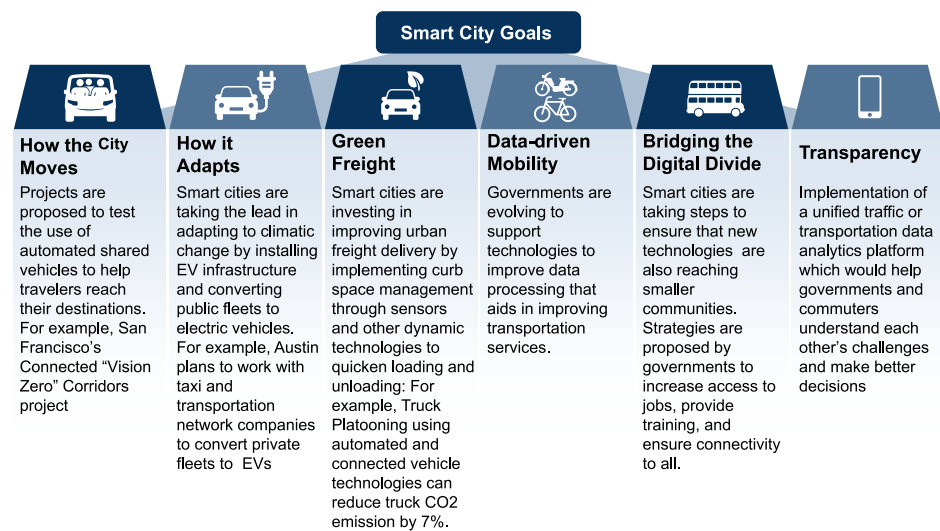 Smart City Goals
How the City
Moves
Projects are
proposed to test
the use of
automated shared
vehicles to help
travelers reach
their destinations.
For example, San
Francisco's
Connected “Vision
Zero” Corridors
project
How it
Adapts
Smart cities are
taking the lead in
adapting to climatic
change by installing
EV infrastructure
and converting
public fleets to
electric vehicles.
For example, Austin
plans to work with
taxi and
transportation
network companies
to convert private
fleets to EVs
Green
Freight
Smart cities are
investing in
improving urban
freight delivery by
implementing curb
space management
through sensors
and other dynamic
technologies to
quicken loading and
unloading: For
example, Truck
Platooning using
automated and
connected vehicle
technologies can
reduce truck CO2
emission by 7%.
Data-driven
Mobility
Governments are
evolving to
support
technologies to
improve data
processing that
aids in improving
transportation
services.
Bridging the
Digital Divide
Smart cities are
taking steps to
ensure that new
technologies are
also reaching
smaller
communities.
Strategies are
proposed by
governments to
increase access to
jobs, provide
training, and
ensure connectivity
to all.
Transparency
Implementation of
a unified traffic or
transportation data
analytics platform
which would help
governments and
commuters
understand each
other's challenges
and make better
decisions